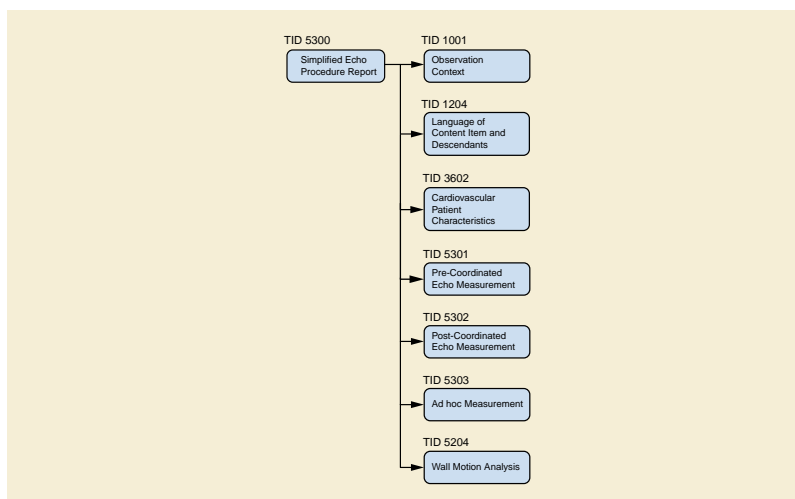 TID 5300
Simplified Echo
Procedure Report
TID 1001
Observation
Context
TID 1204
Language of
Content Item and
Descendants
TID 3602
Cardiovascular
Patient
Characteristics
TID 5301
Pre-Coordinated
Echo Measurement
TID 5302
Post-Coordinated
Echo Measurement
TID 5303
Ad hoc Measurement
TID 5204
Wall Motion Analysis